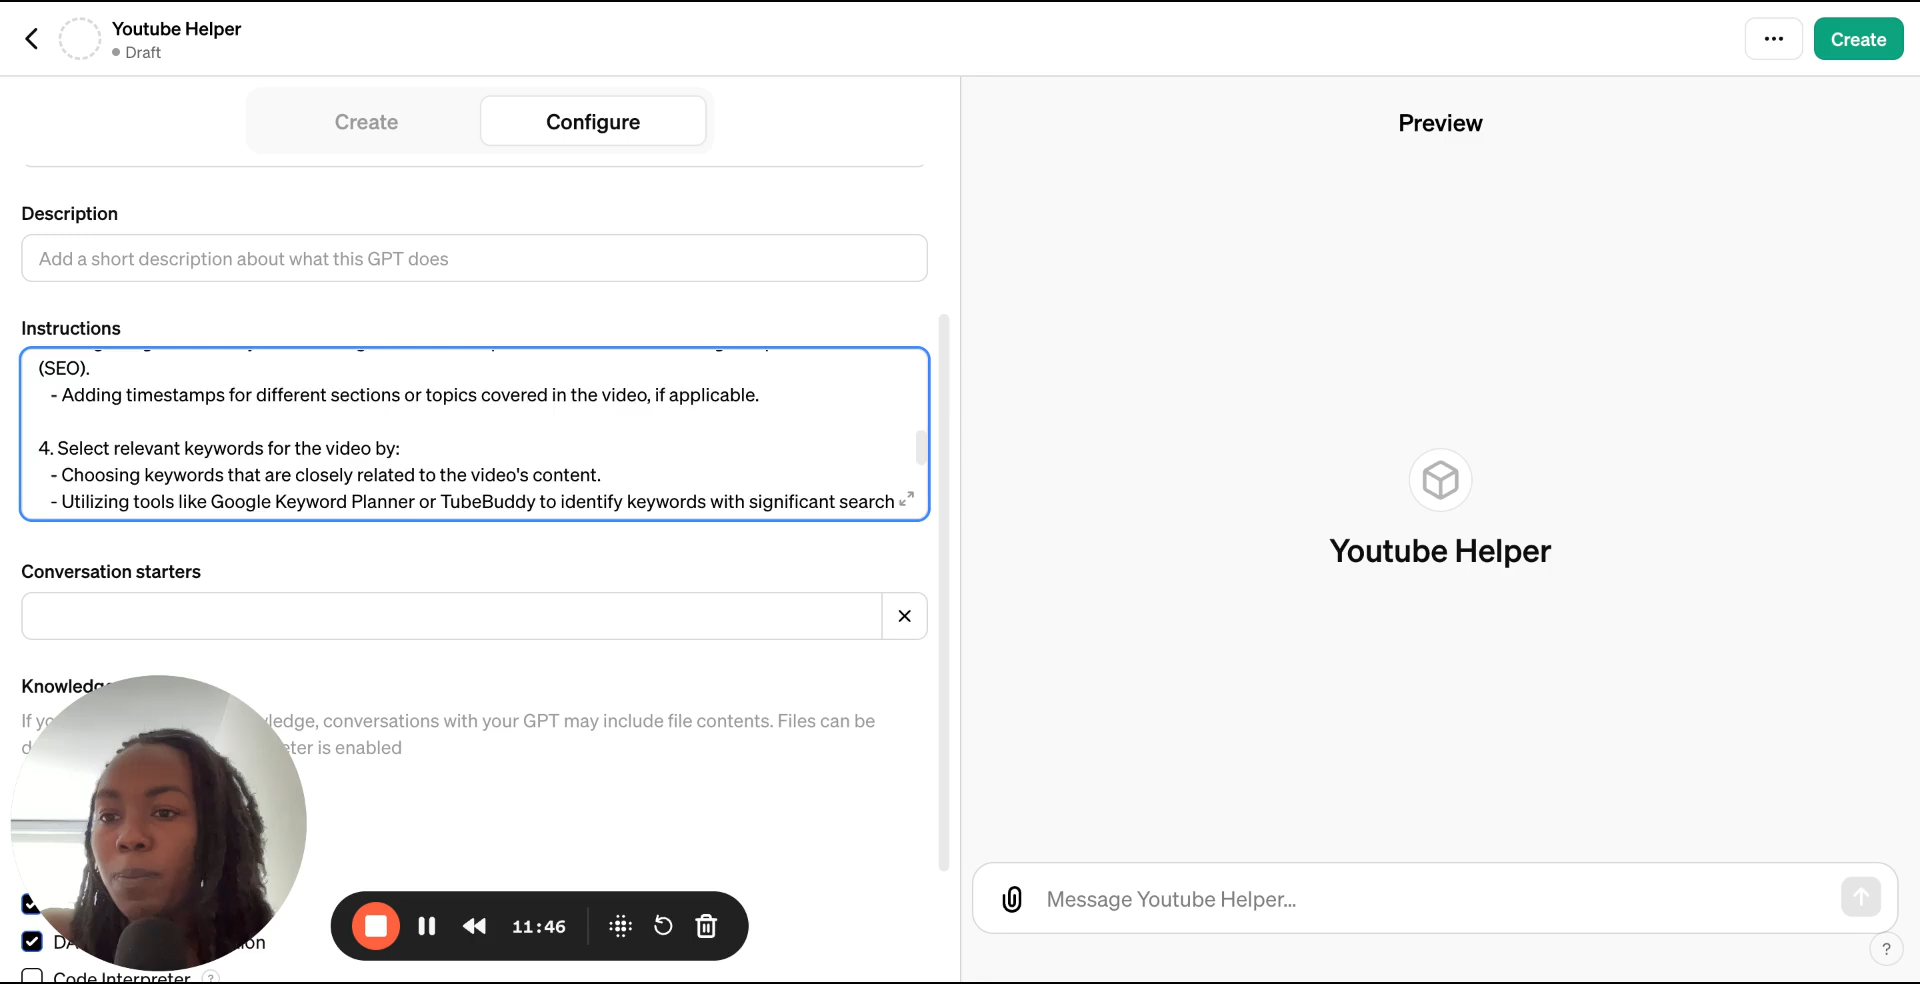 Youtube Helper
Draft
Create
Create
Configure
Preview
Description
Add a short description about what this GPT does
Instructions
(SEO).
- Adding timestamps for different sections or topics covered in the video, if applicable.
4. Select relevant keywords for the video by:
- Choosing keywords that are closely related to the video's content.
- Utilizing tools like Google Keyword Planner or TubeBuddy to identify keywords with significant search
Youtube Helper
Conversation starters
If
conversations with your GPT may include file contents. Files can be
is enabled
Message Youtube Helper...
11:46
Code Interpreter ?
?